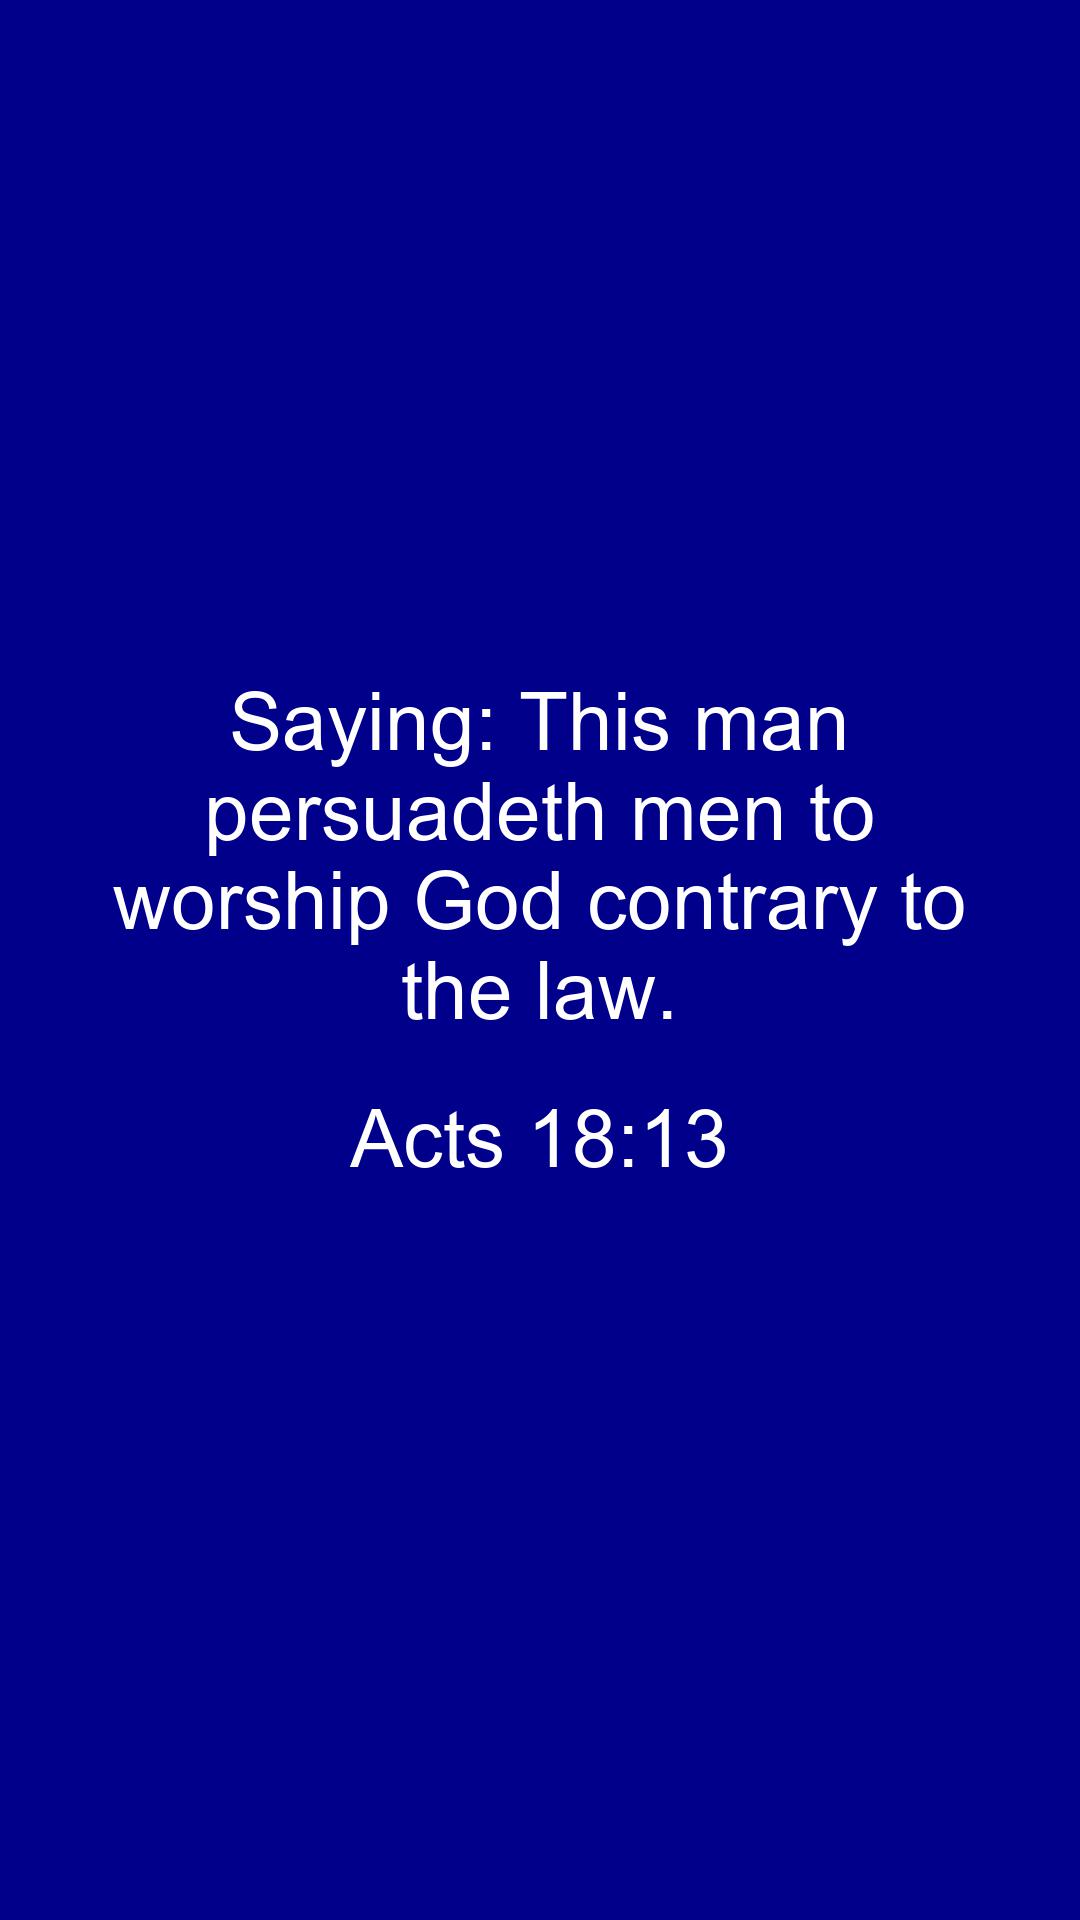 Saying: This man
persuadeth men to
worship God contrary to
the law.
Acts 18:13